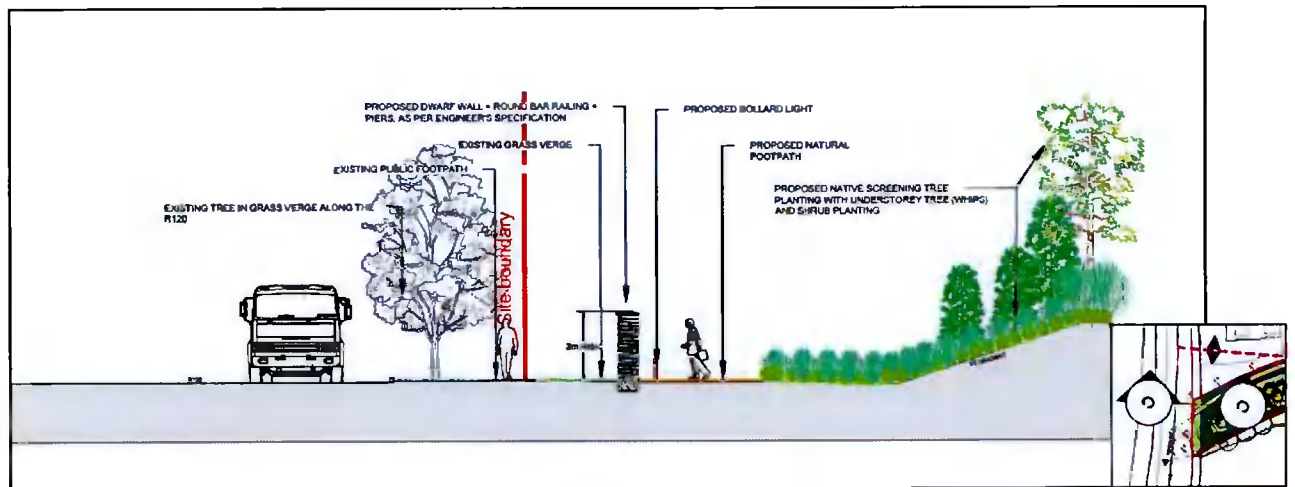 PROPOSED DWARF WALL + ROUND BAR RAILING +
PIERS, AS PER ENGINEER'S SPECIFICATION
PROPOSED BOLLARD LIGHT
EXISTING GRASS VERGE
PROPOSED NATURAL
FOOTPATH
EXISTING PUBLIC FOOTPATH
EXISTING TREE IN GRASS VERGE ALONG THE
R120
PROPOSED NATIVE SCREENING TREE
PLANTING WITH UNDERSTOREY TREE (WHIPS)
AND SHRUB PLANTING
Site boundary
2m
R120
C
C